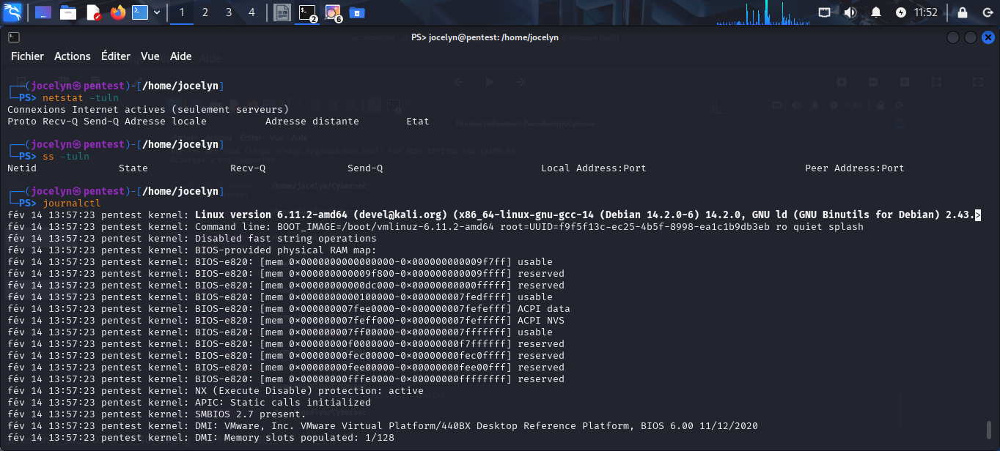 1 2 3 4 2 6 11:52
PS> jocelyn@pentest: /home/jocelyn
Fichier Actions Éditer Vue Aide
┌──(jocelyn㉿pentest)-[/home/jocelyn]
└─PS> netstat -tuln
Connexions Internet actives (seulement serveurs)
Proto Recv-Q Send-Q Adresse locale Adresse distante Etat
┌──(jocelyn㉿pentest)-[/home/jocelyn]
└─PS> ss -tuln
Netid State Recv-Q Send-Q Local Address:Port Peer Address:Port
┌──(jocelyn㉿pentest)-[/home/jocelyn]
└─PS> journalctl
fév 14 13:57:23 pentest kernel: Linux version 6.11.2-amd64 (devel@kali.org) (x86_64-linux-gnu-gcc-14 (Debian 14.2.0-6) 14.2.0, GNU ld (GNU Binutils for Debian) 2.43.>
fév 14 13:57:23 pentest kernel: Command line: BOOT_IMAGE=/boot/vmlinuz-6.11.2-amd64 root=UUID=f9f5f13c-ec25-4b5f-8998-ea1c1b9db3eb ro quiet splash
fév 14 13:57:23 pentest kernel: Disabled fast string operations
fév 14 13:57:23 pentest kernel: BIOS-provided physical RAM map:
fév 14 13:57:23 pentest kernel: BIOS-e820: [mem 0x0000000000000000-0x000000000009f7ff] usable
fév 14 13:57:23 pentest kernel: BIOS-e820: [mem 0x000000000009f800-0x000000000009ffff] reserved
fév 14 13:57:23 pentest kernel: BIOS-e820: [mem 0x00000000000dc000-0x00000000000fffff] reserved
fév 14 13:57:23 pentest kernel: BIOS-e820: [mem 0x0000000000100000-0x000000007fedffff] usable
fév 14 13:57:23 pentest kernel: BIOS-e820: [mem 0x000000007fee0000-0x000000007fefefff] ACPI data
fév 14 13:57:23 pentest kernel: BIOS-e820: [mem 0x000000007feff000-0x000000007fefffff] ACPI NVS
fév 14 13:57:23 pentest kernel: BIOS-e820: [mem 0x000000007ff00000-0x000000007fffffff] usable
fév 14 13:57:23 pentest kernel: BIOS-e820: [mem 0x00000000f0000000-0x00000000f7ffffff] reserved
fév 14 13:57:23 pentest kernel: BIOS-e820: [mem 0x00000000fec00000-0x00000000fec0ffff] reserved
fév 14 13:57:23 pentest kernel: BIOS-e820: [mem 0x00000000fee00000-0x00000000fee00fff] reserved
fév 14 13:57:23 pentest kernel: BIOS-e820: [mem 0x00000000fffe0000-0x00000000ffffffff] reserved
fév 14 13:57:23 pentest kernel: NX (Execute Disable) protection: active
fév 14 13:57:23 pentest kernel: APIC: Static calls initialized
fév 14 13:57:23 pentest kernel: SMBIOS 2.7 present.
fév 14 13:57:23 pentest kernel: DMI: VMware, Inc. VMware Virtual Platform/440BX Desktop Reference Platform, BIOS 6.00 11/12/2020
fév 14 13:57:23 pentest kernel: DMI: Memory slots populated: 1/128